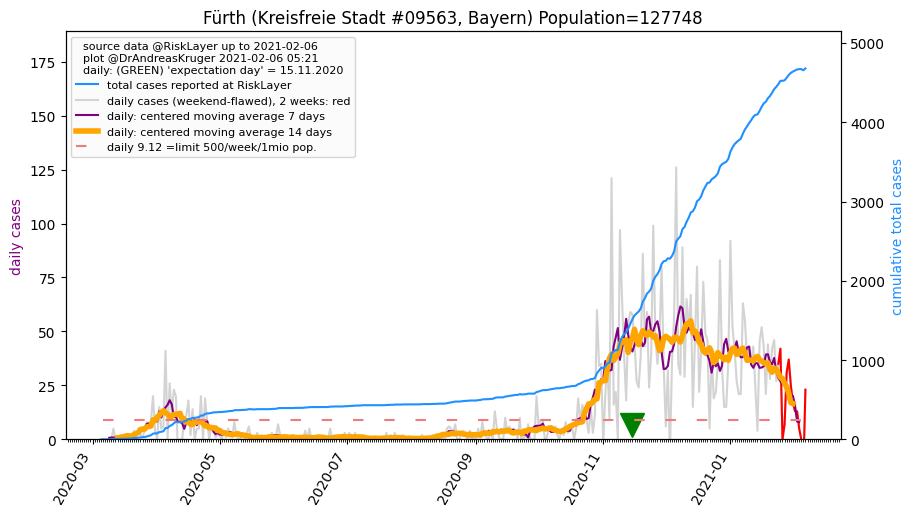 Fürth (Kreisfreie Stadt #09563, Bayern) Population=127748
source data @RiskLayer up to 2021-02-06
plot @DrAndreasKruger 2021-02-06 05:21
daily: (GREEN) 'expectation day' = 15.11.2020
total cases reported at RiskLayer
daily cases (weekend-flawed), 2 weeks: red
daily: centered moving average 7 days
daily: centered moving average 14 days
daily 9.12 =limit 500/week/1mio pop.
daily cases
175
150
125
100
75
50
25
0
cumulative total cases
5000
4000
3000
2000
1000
0
2020-03
2020-05
2020-07
2020-09
2020-11
2021-01